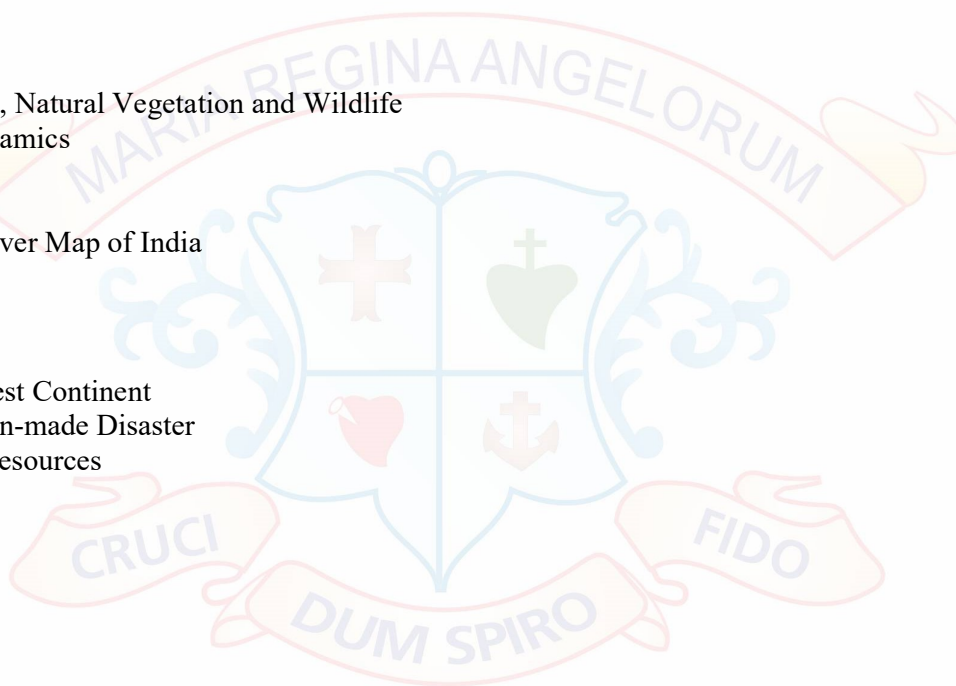 MARIA REGINA ANGELORUM
, Natural Vegetation and Wildlife
amics
ver Map of India
est Continent
n-made Disaster
esources
CRUCI
FIDO
DUM SPIRO